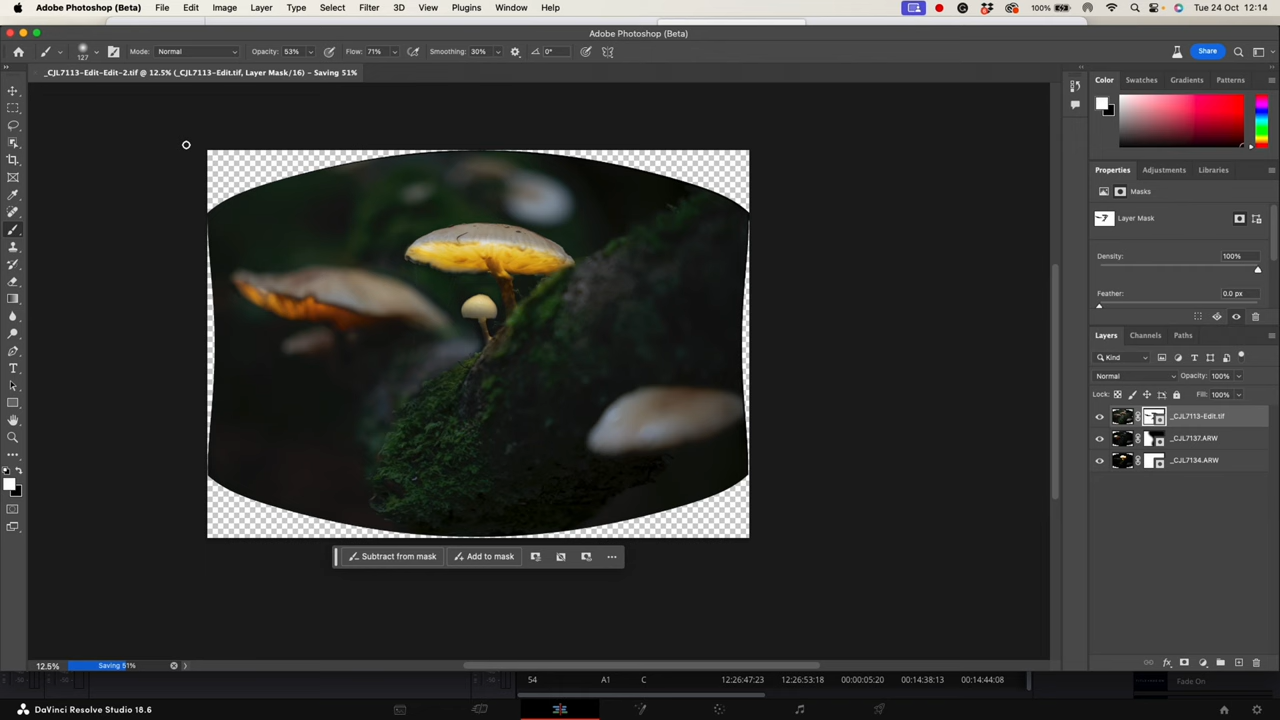 Adobe Photoshop (Beta) File Edit Image Layer Type Select Filter 3D View Plugins Window Help 100% Tue 24 Oct 12:14
Adobe Photoshop (Beta)
127 Mode: Normal Opacity: 53% Flow: 71% Smoothing: 30% 0° Share
_CJL7113-Edit-Edit-2.tif @ 12.5% (_CJL7113-Edit.tif, Layer Mask/16) - Saving 51%
Color Swatches Gradients Patterns
Properties Adjustments Libraries
Masks
Layer Mask
Density: 100%
Feather: 0.0 px
Layers Channels Paths
Kind
Normal Opacity: 100%
Lock: Fill: 100%
_CJL7113-Edit.tif
_CJL7137.ARW
_CJL7134.ARW
Subtract from mask Add to mask
12.5% Saving 51%
54 A1 C 12:26:47:23 12:26:53:18 00:00:05:20 00:14:38:13 00:14:44:08 Fade On
DaVinci Resolve Studio 18.6